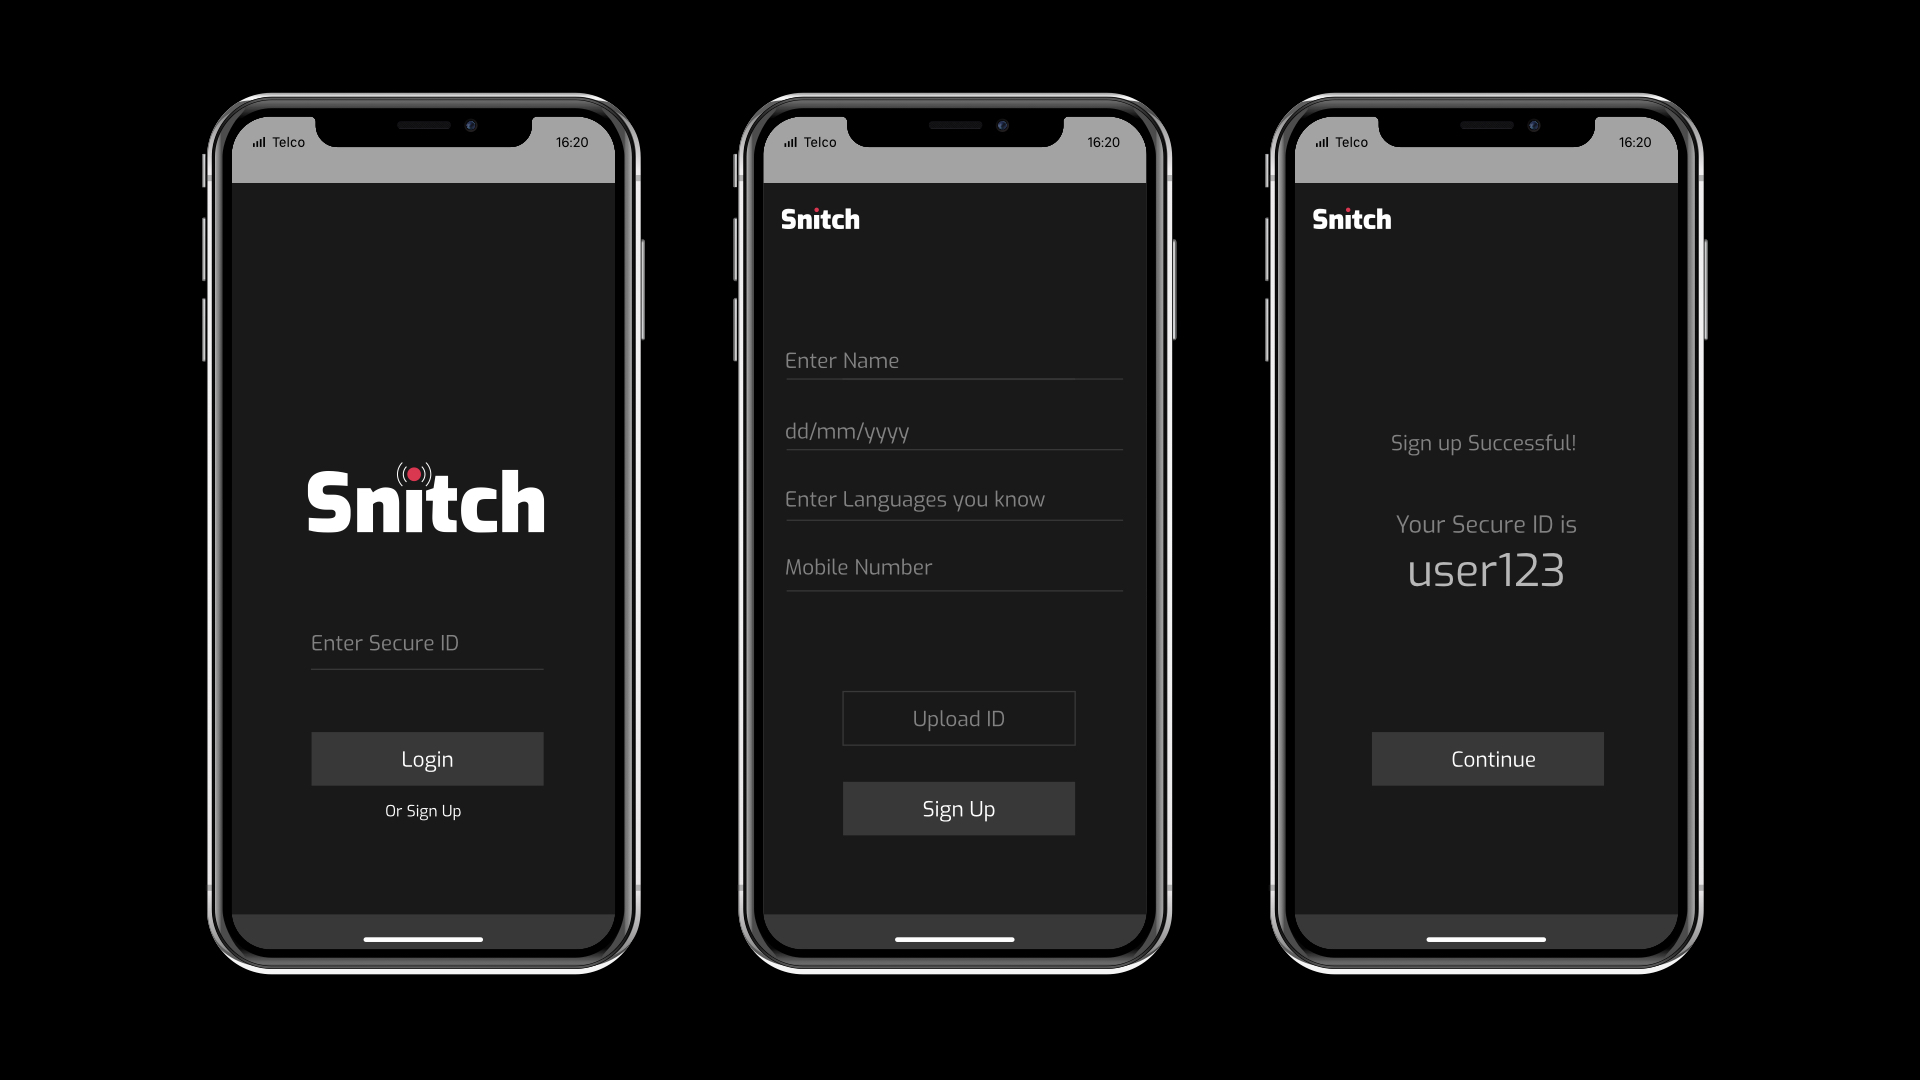 Telco 16:20
Snitch
Enter Secure ID
Login
Or Sign Up
Telco 16:20
Snitch
Enter Name
dd/mm/yyyy
Enter Languages you know
Mobile Number
Upload ID
Sign Up
Telco 16:20
Snitch
Sign up Successful!
Your Secure ID is
user123
Continue